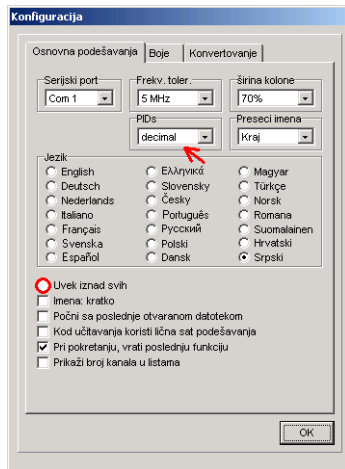 Konfiguracija
Osnovna podešavanja Boje Konvertovanje
Serijski port Frekv. toler. širina kolone
Com 1 5 MHz 70%
PIDs Preseci imena
decimal Kraj
Jezik
English Ελληνικά Magyar
Deutsch Slovensky Türkçe
Nederlands Česky Norsk
Italiano Português Romana
Français Русский Suomalainen
Svenska Polski Hrvatski
Español Dansk Srpski
Uvek iznad svih
Imena: kratko
Počni sa poslednje otvaranom datotekom
Kod učitavanja koristi lična sat podešavanja
Pri pokretanju, vrati poslednju funkciju
Prikaži broj kanala u listama
OK